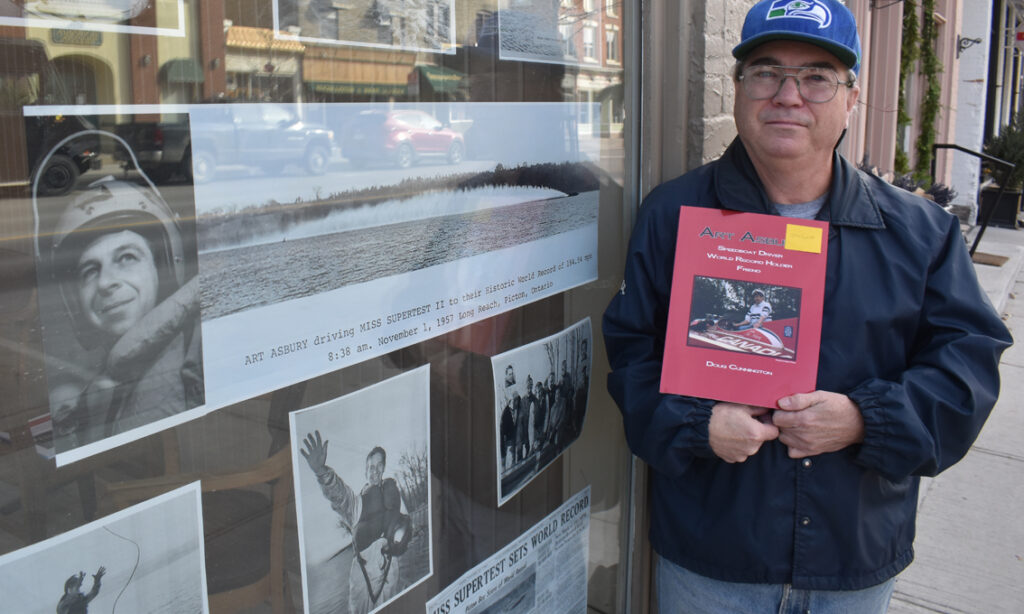 ART ASBURY driving MISS SUPERTEST II to their Historic World Record of 184.54 mph
8:38 am. November 1, 1957 Long Reach, Picton, Ontario
MISS SUPERTEST SETS WORLD RECORD
ART ASBU
SPEEDBOAT DRIVER
WORLD RECORD HOLDER
FRIEND
CANADA
DOUG CUNNINGTON